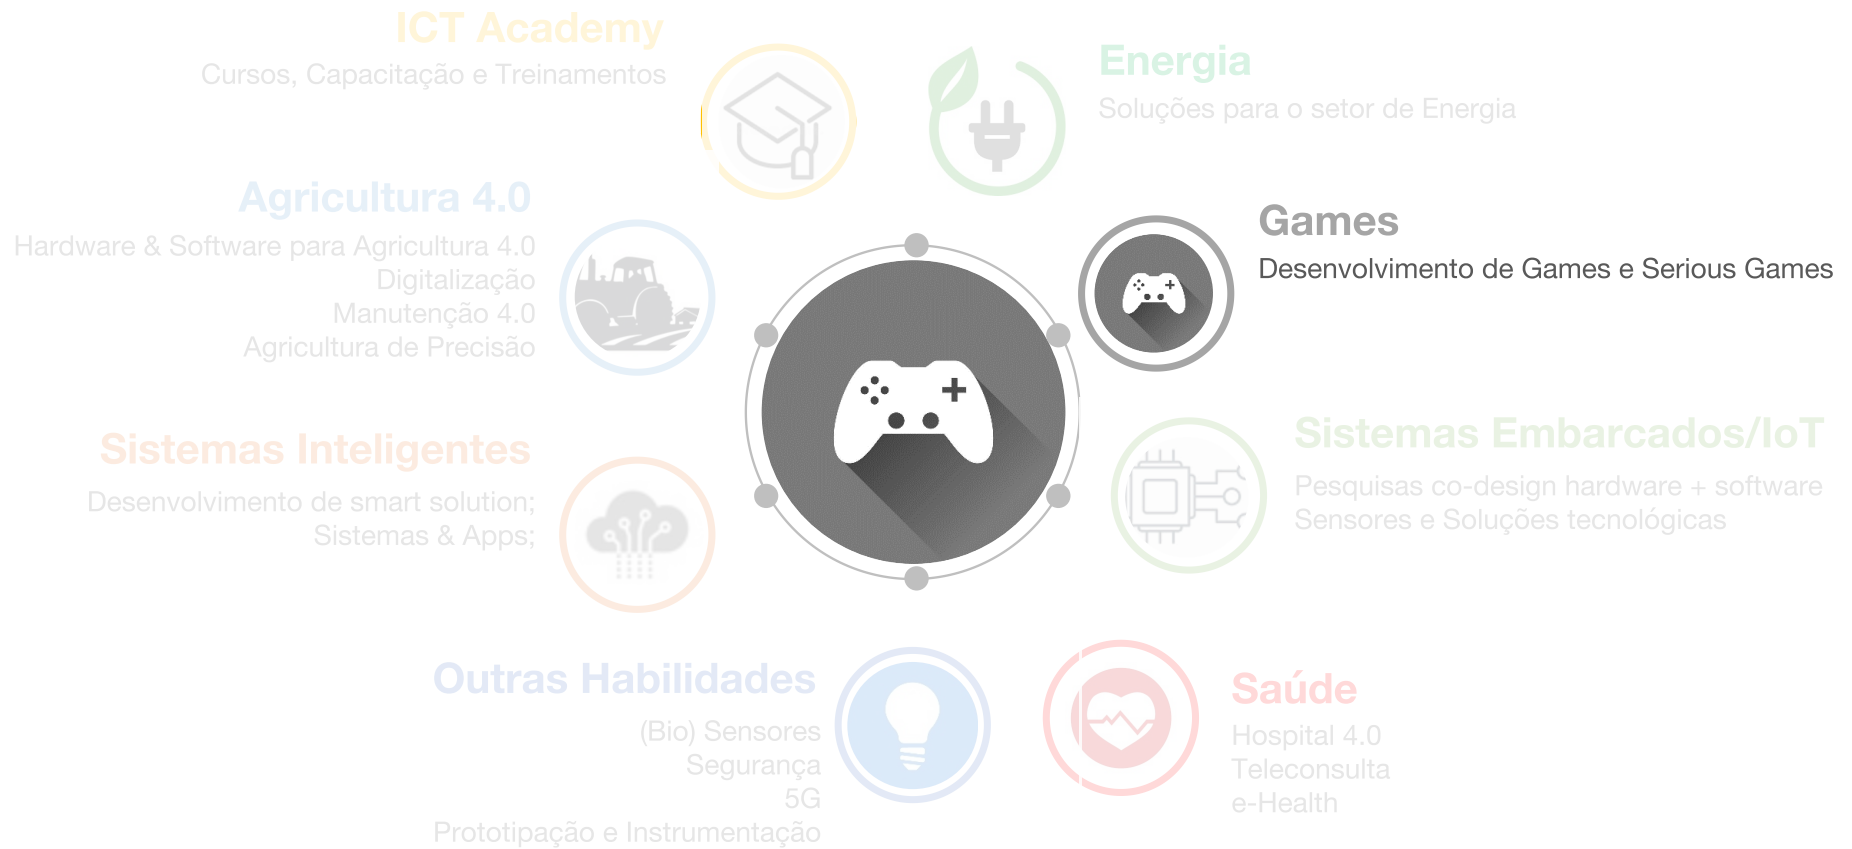 ICT Academy
Cursos, Capacitação e Treinamentos
Energia
Soluções para o setor de Energia
Agricultura 4.0
Hardware & Software para Agricultura 4.0
Digitalização
Manutenção 4.0
Agricultura de Precisão
Games
Desenvolvimento de Games e Serious Games
Sistemas Inteligentes
Desenvolvimento de smart solution;
Sistemas & Apps;
Sistemas Embarcados/IoT
Pesquisas co-design hardware + software
Sensores e Soluções tecnológicas
Outras Habilidades
(Bio) Sensores
Segurança
5G
Prototipação e Instrumentação
Saúde
Hospital 4.0
Teleconsulta
e-Health